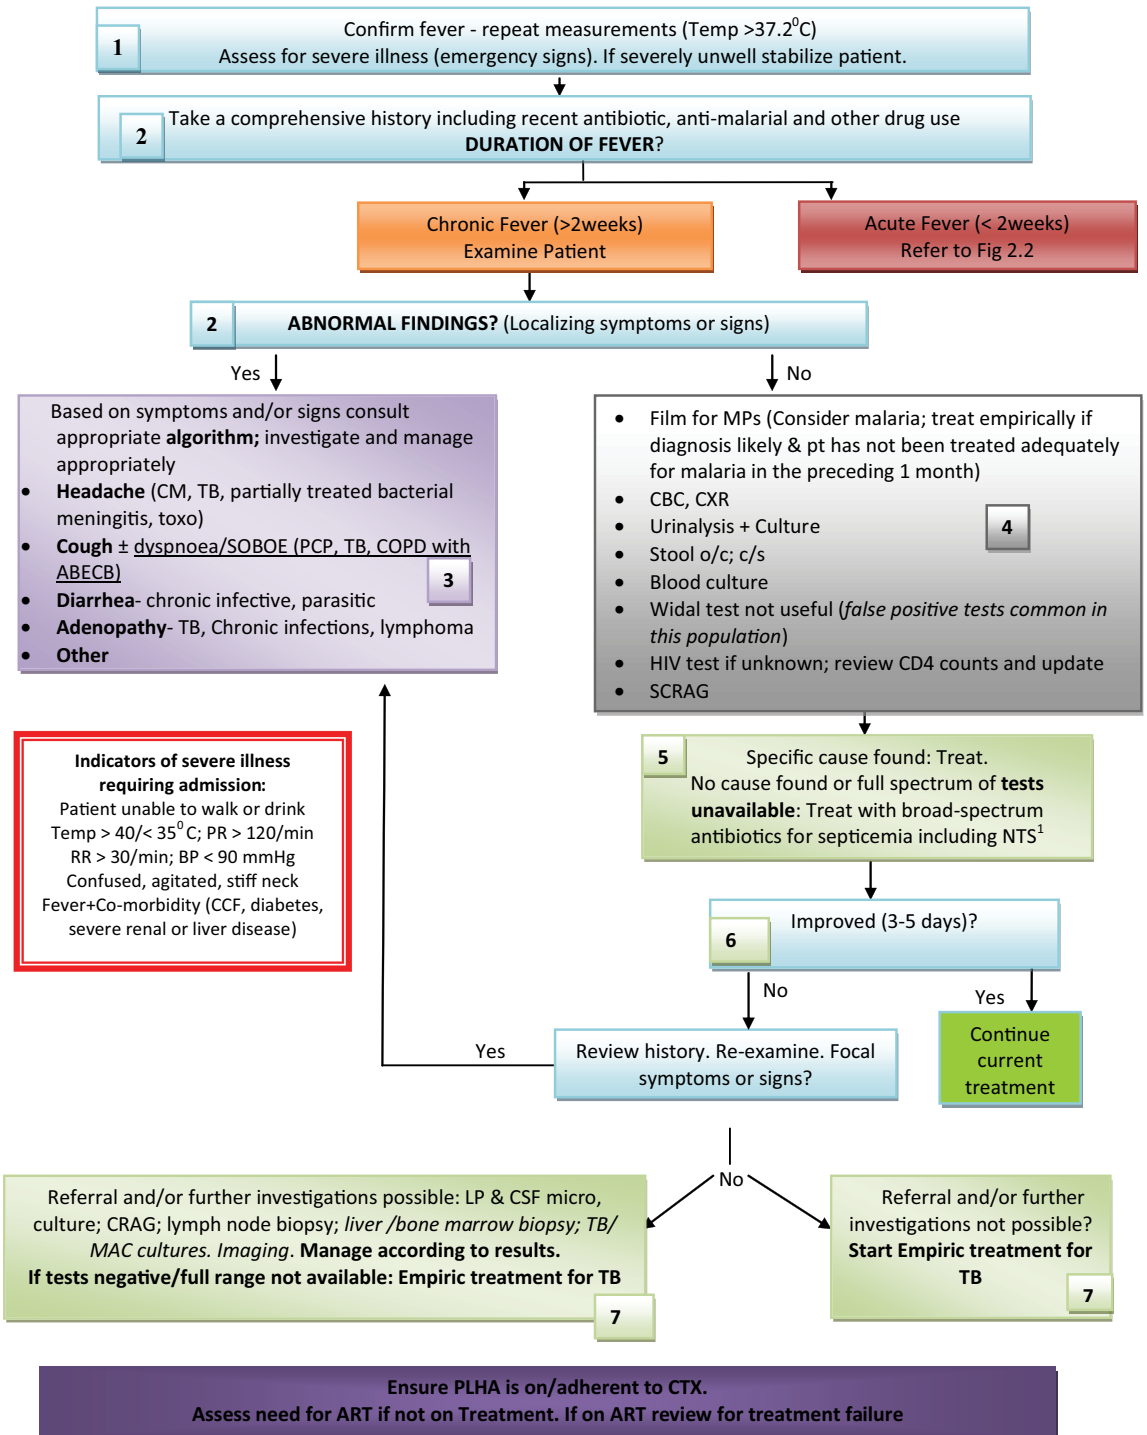 1
Confirm fever - repeat measurements (Temp >37.2⁰C)
Assess for severe illness (emergency signs). If severely unwell stabilize patient.
2
Take a comprehensive history including recent antibiotic, anti-malarial and other drug use
DURATION OF FEVER?
Chronic Fever (>2weeks)
Examine Patient
Acute Fever (< 2weeks)
Refer to Fig 2.2
2
ABNORMAL FINDINGS? (Localizing symptoms or signs)
Yes
No
Based on symptoms and/or signs consult
appropriate algorithm; investigate and manage
appropriately
• Headache (CM, TB, partially treated bacterial
meningitis, toxo)
• Cough ± dyspnoea/SOBOE (PCP, TB, COPD with
ABECB)
3
• Diarrhea- chronic infective, parasitic
• Adenopathy- TB, Chronic infections, lymphoma
• Other
• Film for MPs (Consider malaria; treat empirically if
diagnosis likely & pt has not been treated adequately
for malaria in the preceding 1 month)
• CBC, CXR
• Urinalysis + Culture
4
• Stool o/c; c/s
• Blood culture
• Widal test not useful (false positive tests common in
this population)
• HIV test if unknown; review CD4 counts and update
• SCRAG
Indicators of severe illness
requiring admission:
Patient unable to walk or drink
Temp > 40/< 35⁰ C; PR > 120/min
RR > 30/min; BP < 90 mmHg
Confused, agitated, stiff neck
Fever+Co-morbidity (CCF, diabetes,
severe renal or liver disease)
5
Specific cause found: Treat.
No cause found or full spectrum of tests
unavailable: Treat with broad-spectrum
antibiotics for septicemia including NTS¹
6
Improved (3-5 days)?
No
Yes
Continue
current
treatment
Yes
Review history. Re-examine. Focal
symptoms or signs?
No
Referral and/or further investigations possible: LP & CSF micro,
culture; CRAG; lymph node biopsy; liver /bone marrow biopsy; TB/
MAC cultures. Imaging. Manage according to results.
If tests negative/full range not available: Empiric treatment for TB
7
Referral and/or further
investigations not possible?
Start Empiric treatment for
TB
7
Ensure PLHA is on/adherent to CTX.
Assess need for ART if not on Treatment. If on ART review for treatment failure